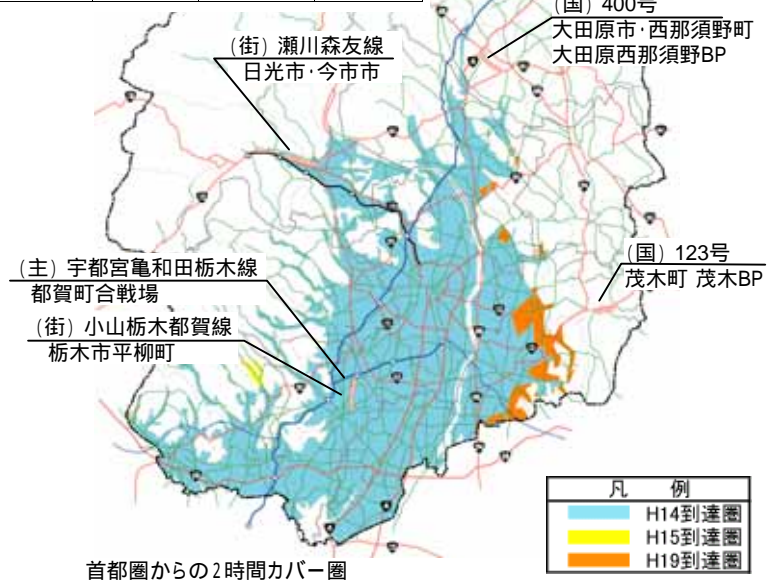 (国) 400号
大田原市・西那須野町
大田原西那須野BP
(街) 瀬川森友線
日光市・今市市
(国) 123号
茂木町 茂木BP
(主) 宇都宮亀和田栃木線
都賀町合戦場
(街) 小山栃木都賀線
栃木市平柳町
凡 例
H14到達圏
H15到達圏
H19到達圏
首都圏からの2時間カバー圏